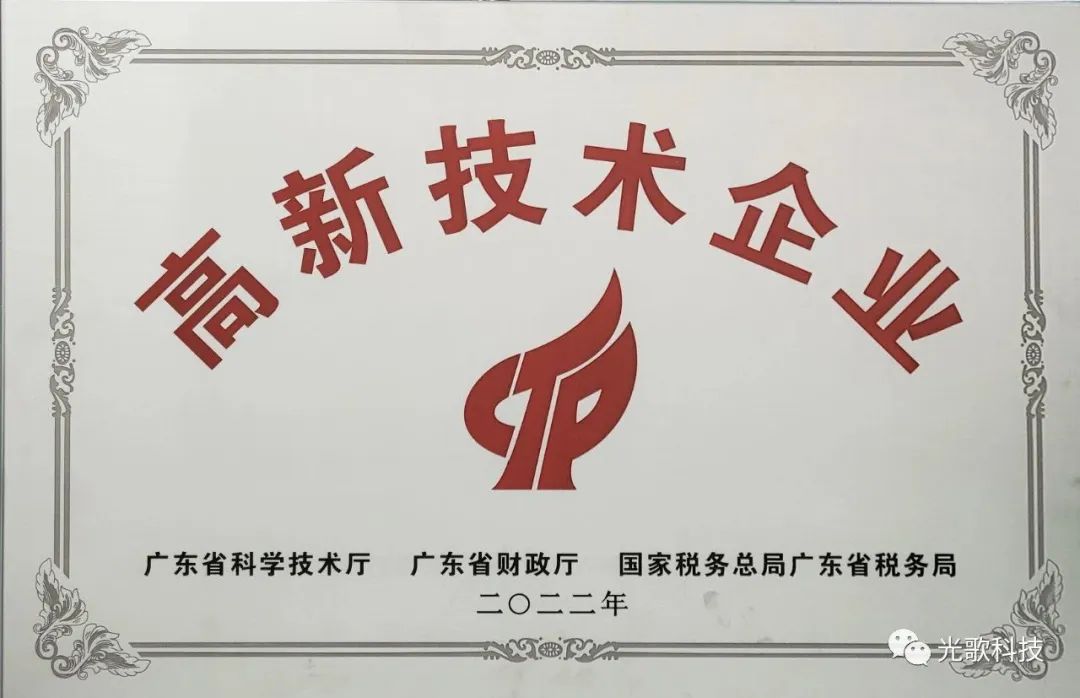 高新技术企业
广东省科学技术厅 广东省财政厅 国家税务总局广东省税务局
二〇二二年
光歌科技